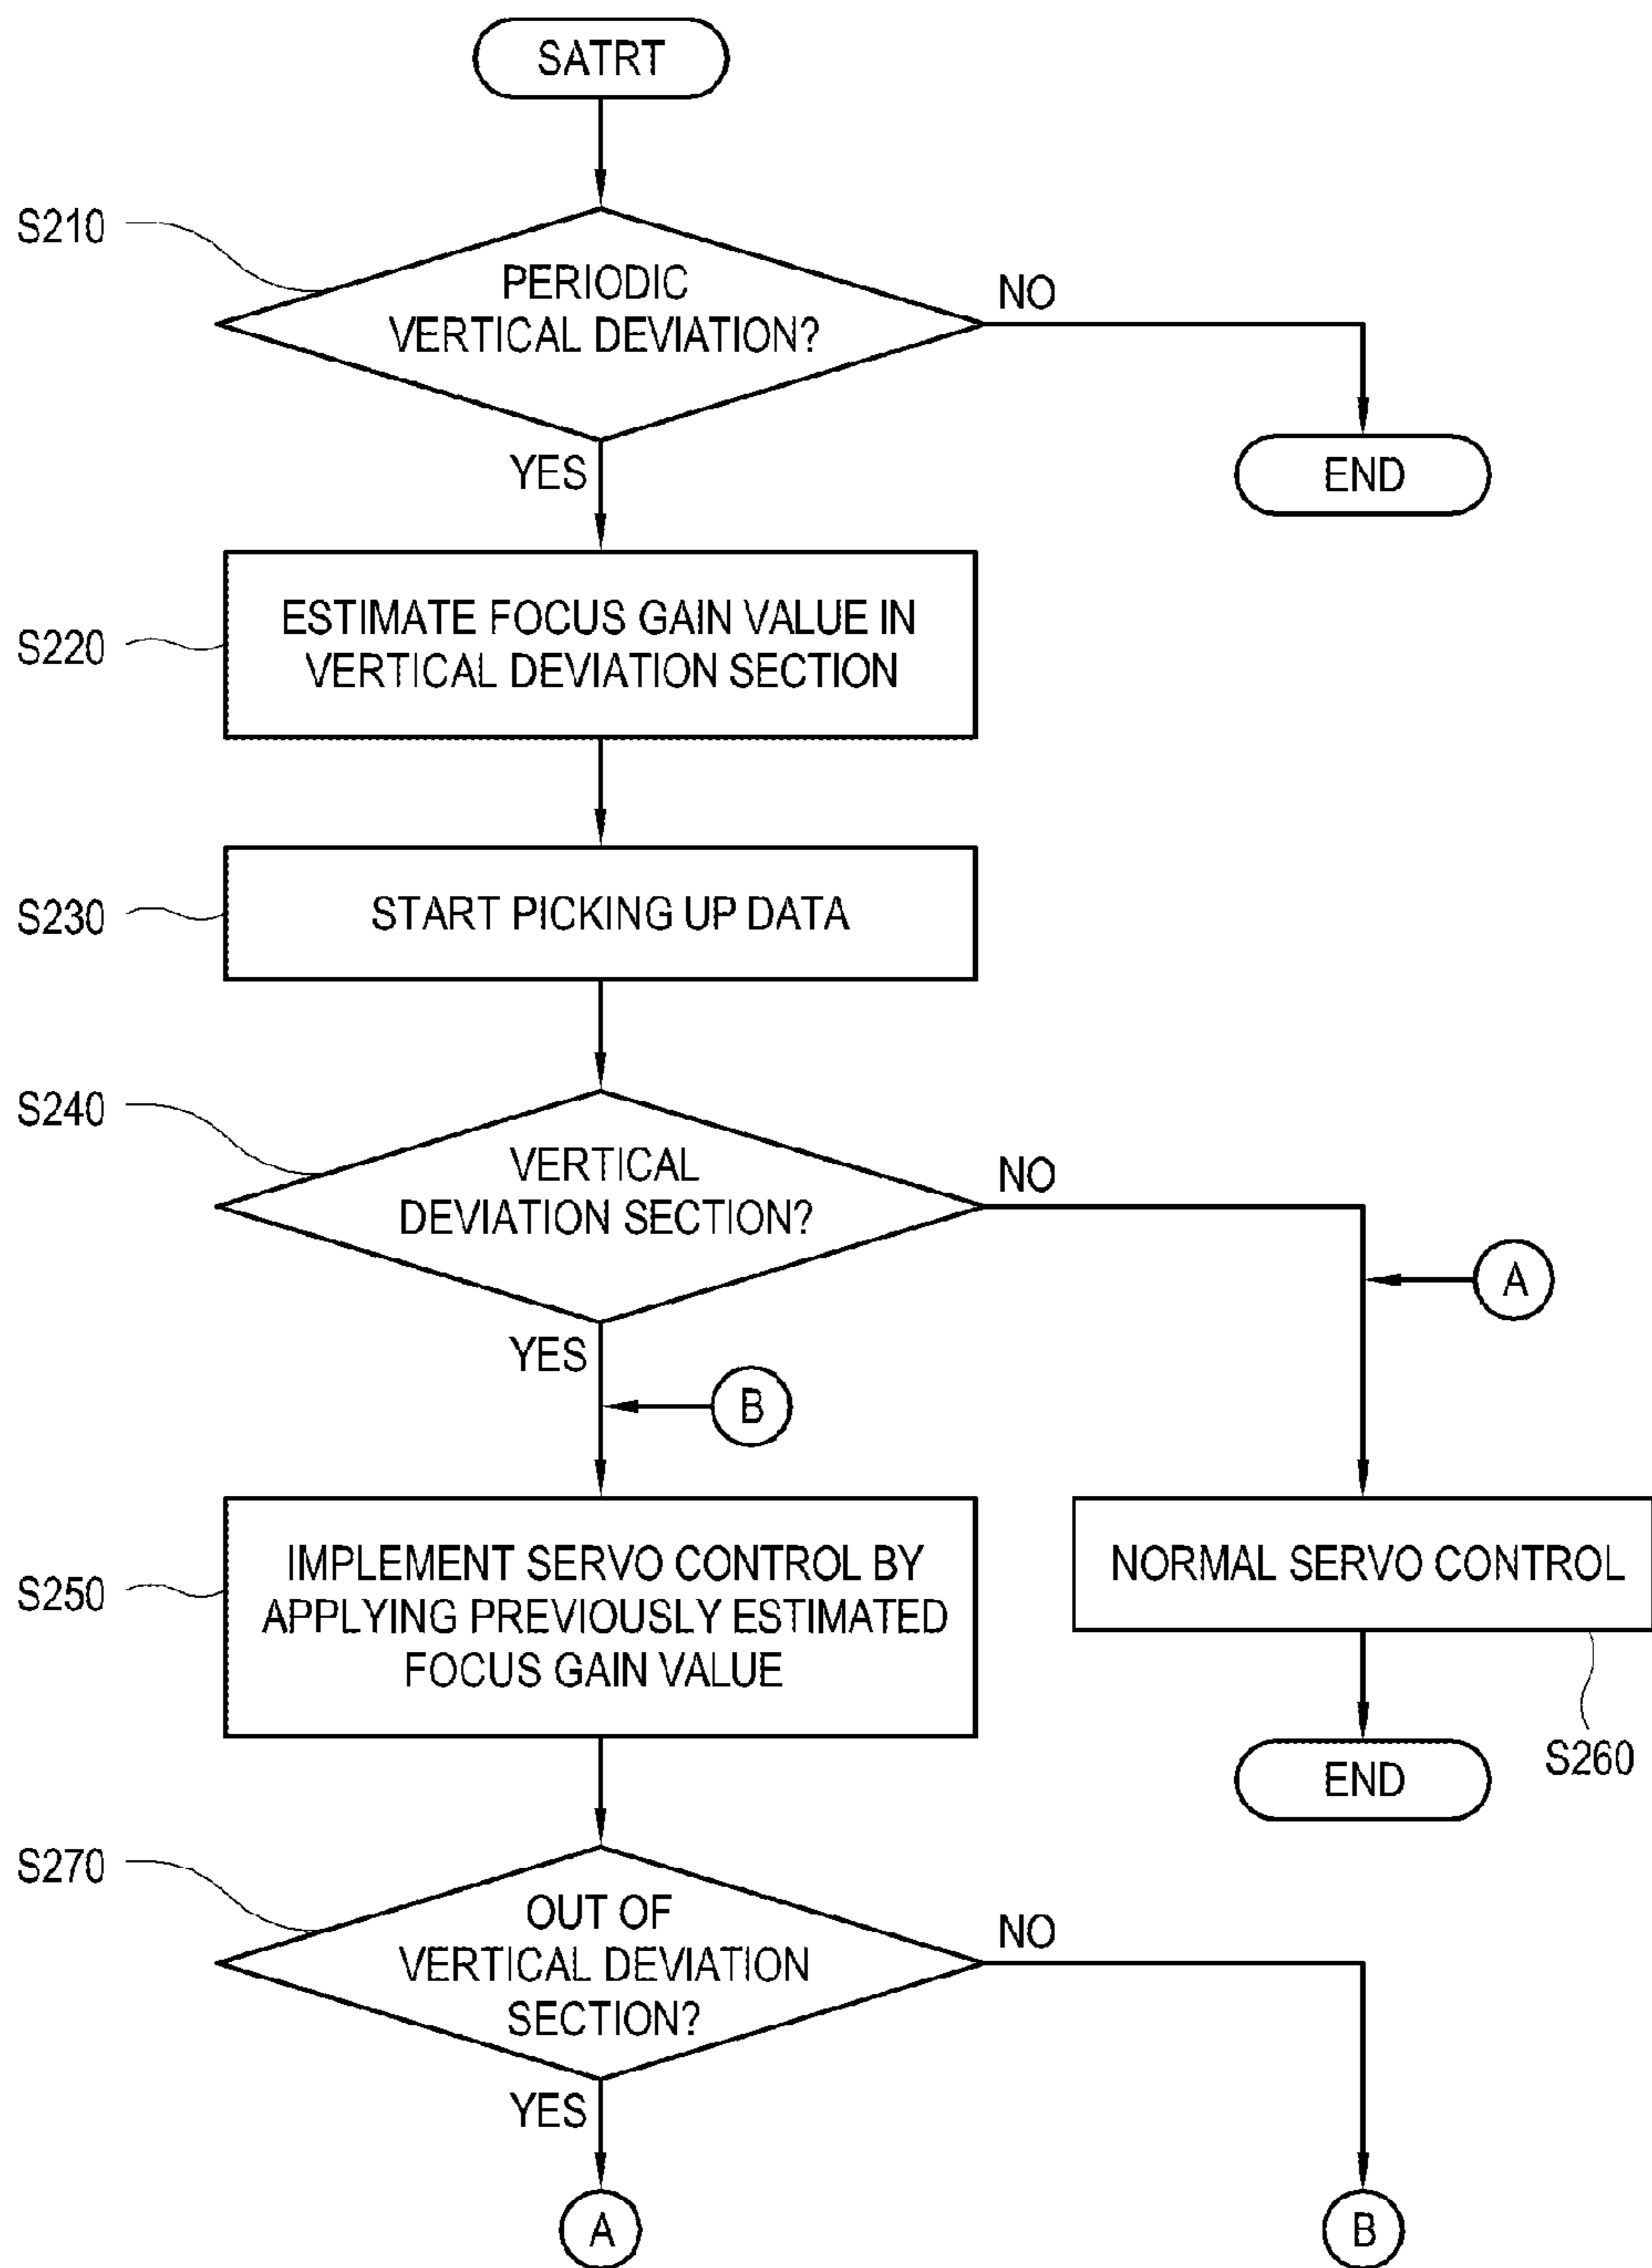 SATRT
S210
PERIODIC
VERTICAL DEVIATION?
NO
END
YES
S220
ESTIMATE FOCUS GAIN VALUE IN
VERTICAL DEVIATION SECTION
S230
START PICKING UP DATA
S240
VERTICAL
DEVIATION SECTION?
NO
A
YES
B
S250
IMPLEMENT SERVO CONTROL BY
APPLYING PREVIOUSLY ESTIMATED
FOCUS GAIN VALUE
NORMAL SERVO CONTROL
S260
END
S270
OUT OF
VERTICAL DEVIATION
SECTION?
NO
YES
A
B